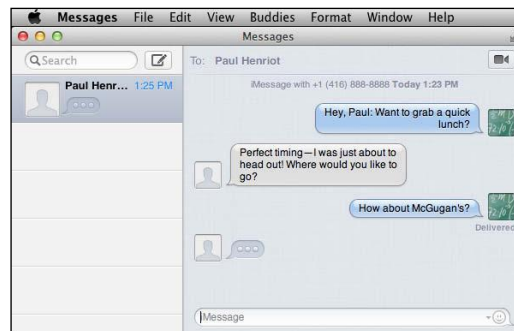 Messages File Edit View Buddies Format Window Help
Messages
Search
To: Paul Henriot
Paul Henr... 1:25 PM
iMessage with +1 (416) 888-8888 Today 1:23 PM
Hey, Paul: Want to grab a quick
lunch?
Perfect timing—I was just about to
head out! Where would you like to
go?
How about McGugan's?
Delivered
iMessage